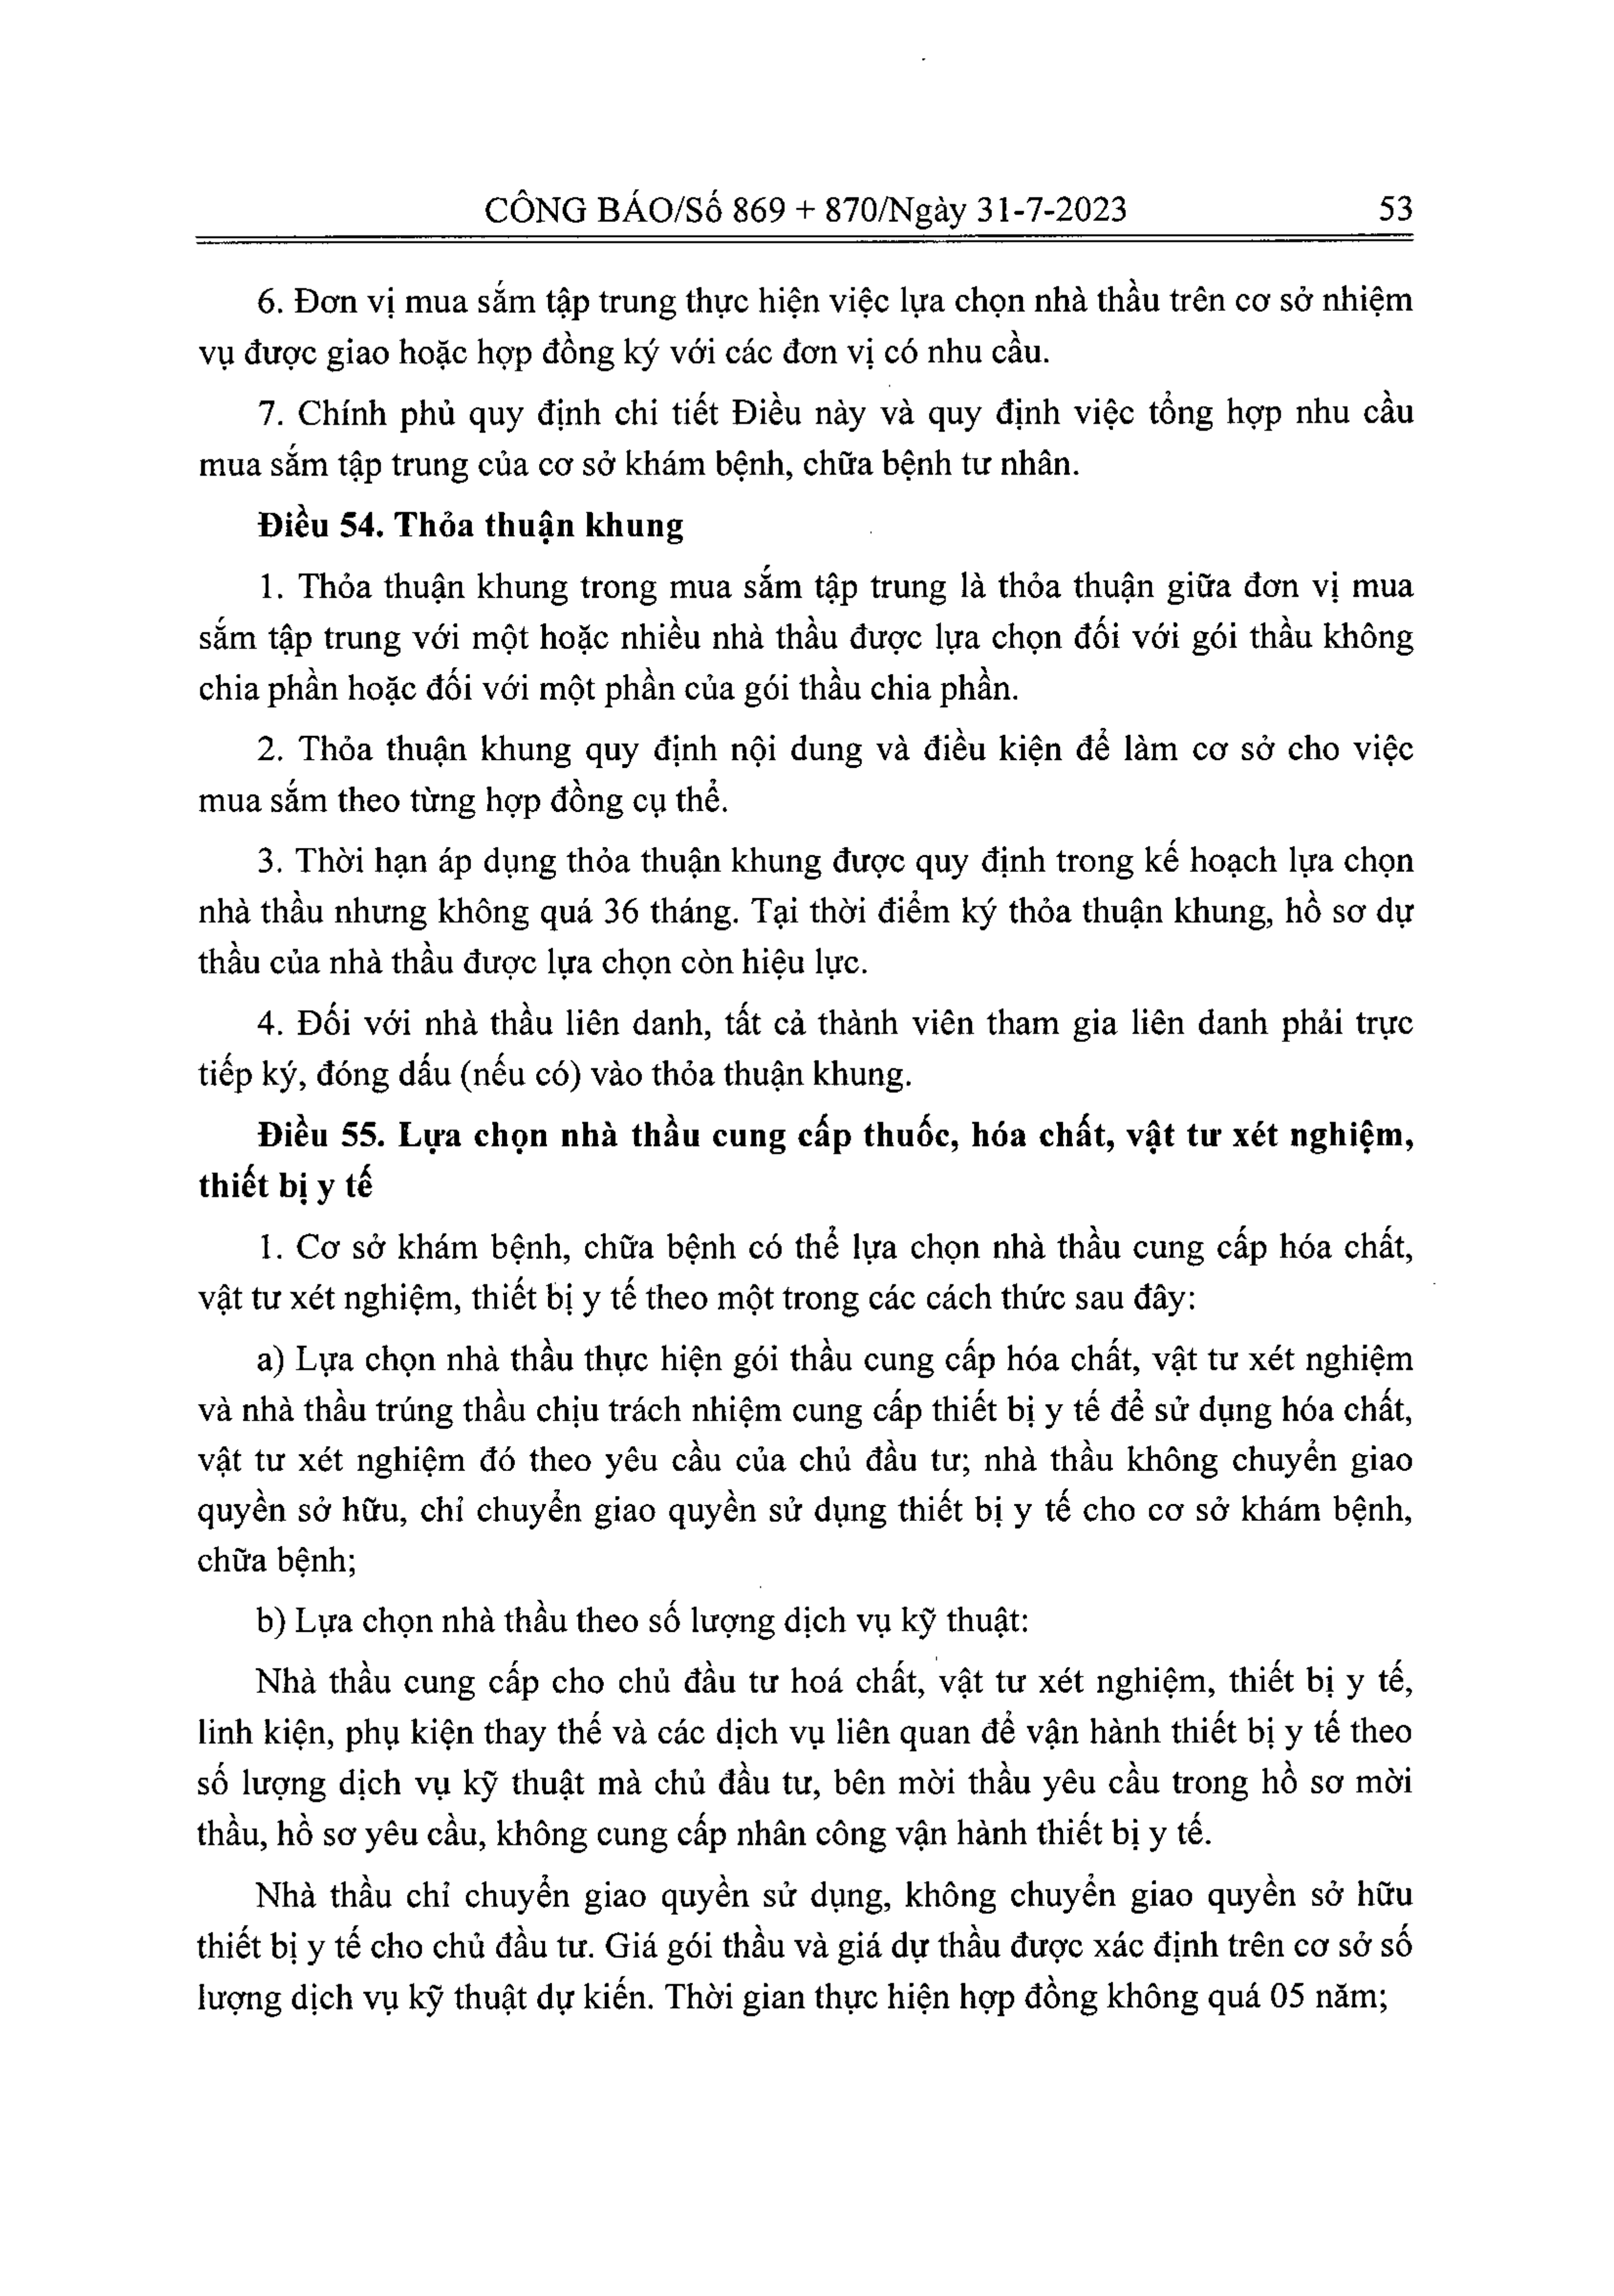 CÔNG BÁO/Số 869 + 870/Ngày 31-7-2023 53
6. Đơn vị mua sắm tập trung thực hiện việc lựa chọn nhà thầu trên cơ sở nhiệm
vụ được giao hoặc hợp đồng ký với các đơn vị có nhu cầu.
7. Chính phủ quy định chi tiết Điều này và quy định việc tổng hợp nhu cầu
mua sắm tập trung của cơ sở khám bệnh, chữa bệnh tư nhân.
Điều 54. Thỏa thuận khung
1. Thỏa thuận khung trong mua sắm tập trung là thỏa thuận giữa đơn vị mua
sắm tập trung với một hoặc nhiều nhà thầu được lựa chọn đối với gói thầu không
chia phần hoặc đối với một phần của gói thầu chia phần.
2. Thỏa thuận khung quy định nội dung và điều kiện để làm cơ sở cho việc
mua sắm theo từng hợp đồng cụ thể.
3. Thời hạn áp dụng thỏa thuận khung được quy định trong kế hoạch lựa chọn
nhà thầu nhưng không quá 36 tháng. Tại thời điểm ký thỏa thuận khung, hồ sơ dự
thầu của nhà thầu được lựa chọn còn hiệu lực.
4. Đối với nhà thầu liên danh, tất cả thành viên tham gia liên danh phải trực
tiếp ký, đóng dấu (nếu có) vào thỏa thuận khung.
Điều 55. Lựa chọn nhà thầu cung cấp thuốc, hóa chất, vật tư xét nghiệm,
thiết bị y tế
1. Cơ sở khám bệnh, chữa bệnh có thể lựa chọn nhà thầu cung cấp hóa chất,
vật tư xét nghiệm, thiết bị y tế theo một trong các cách thức sau đây:
a) Lựa chọn nhà thầu thực hiện gói thầu cung cấp hóa chất, vật tư xét nghiệm
và nhà thầu trúng thầu chịu trách nhiệm cung cấp thiết bị y tế để sử dụng hóa chất,
vật tư xét nghiệm đó theo yêu cầu của chủ đầu tư; nhà thầu không chuyển giao
quyền sở hữu, chỉ chuyển giao quyền sử dụng thiết bị y tế cho cơ sở khám bệnh,
chữa bệnh;
b) Lựa chọn nhà thầu theo số lượng dịch vụ kỹ thuật:
Nhà thầu cung cấp cho chủ đầu tư hoá chất, vật tư xét nghiệm, thiết bị y tế,
linh kiện, phụ kiện thay thế và các dịch vụ liên quan để vận hành thiết bị y tế theo
số lượng dịch vụ kỹ thuật mà chủ đầu tư, bên mời thầu yêu cầu trong hồ sơ mời
thầu, hồ sơ yêu cầu, không cung cấp nhân công vận hành thiết bị y tế.
Nhà thầu chỉ chuyển giao quyền sử dụng, không chuyển giao quyền sở hữu
thiết bị y tế cho chủ đầu tư. Giá gói thầu và giá dự thầu được xác định trên cơ sở số
lượng dịch vụ kỹ thuật dự kiến. Thời gian thực hiện hợp đồng không quá 05 năm;